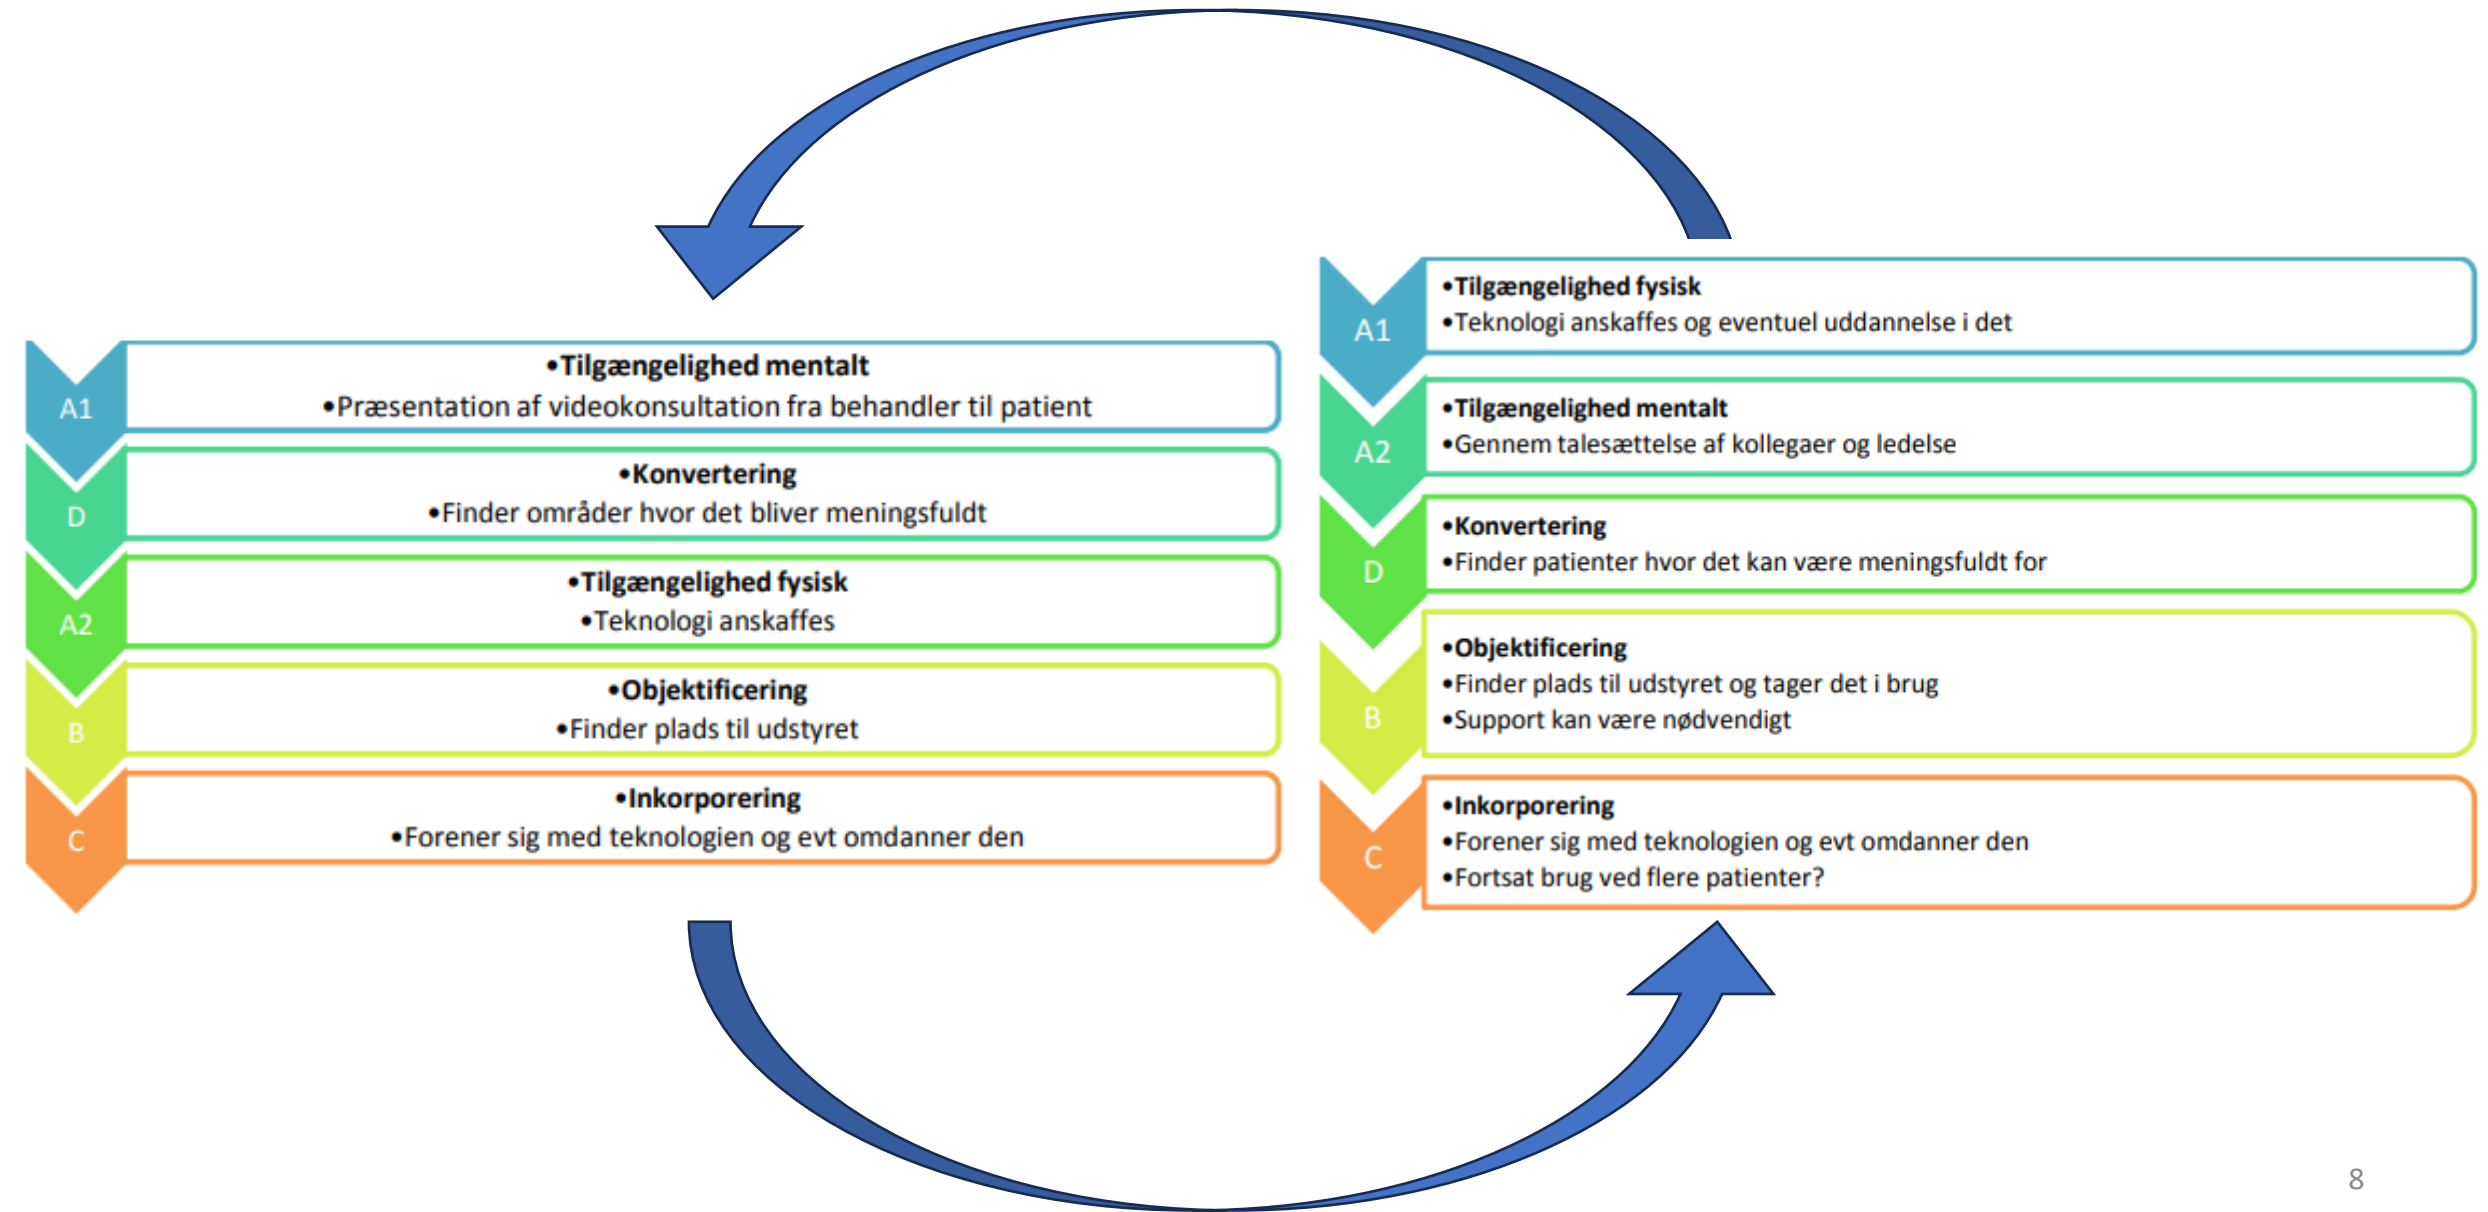 A1
•Tilgængelighed mentalt
•Præsentation af videokonsultation fra behandler til patient
D
•Konvertering
•Finder områder hvor det bliver meningsfuldt
A2
•Tilgængelighed fysisk
•Teknologi anskaffes
B
•Objektificering
•Finder plads til udstyret
C
•Inkorporering
•Forener sig med teknologien og evt omdanner den
A1
•Tilgængelighed fysisk
•Teknologi anskaffes og eventuel uddannelse i det
A2
•Tilgængelighed mentalt
•Gennem talesættelse af kollegaer og ledelse
D
•Konvertering
•Finder patienter hvor det kan være meningsfuldt for
B
•Objektificering
•Finder plads til udstyret og tager det i brug
•Support kan være nødvendigt
C
•Inkorporering
•Forener sig med teknologien og evt omdanner den
•Fortsat brug ved flere patienter?
8